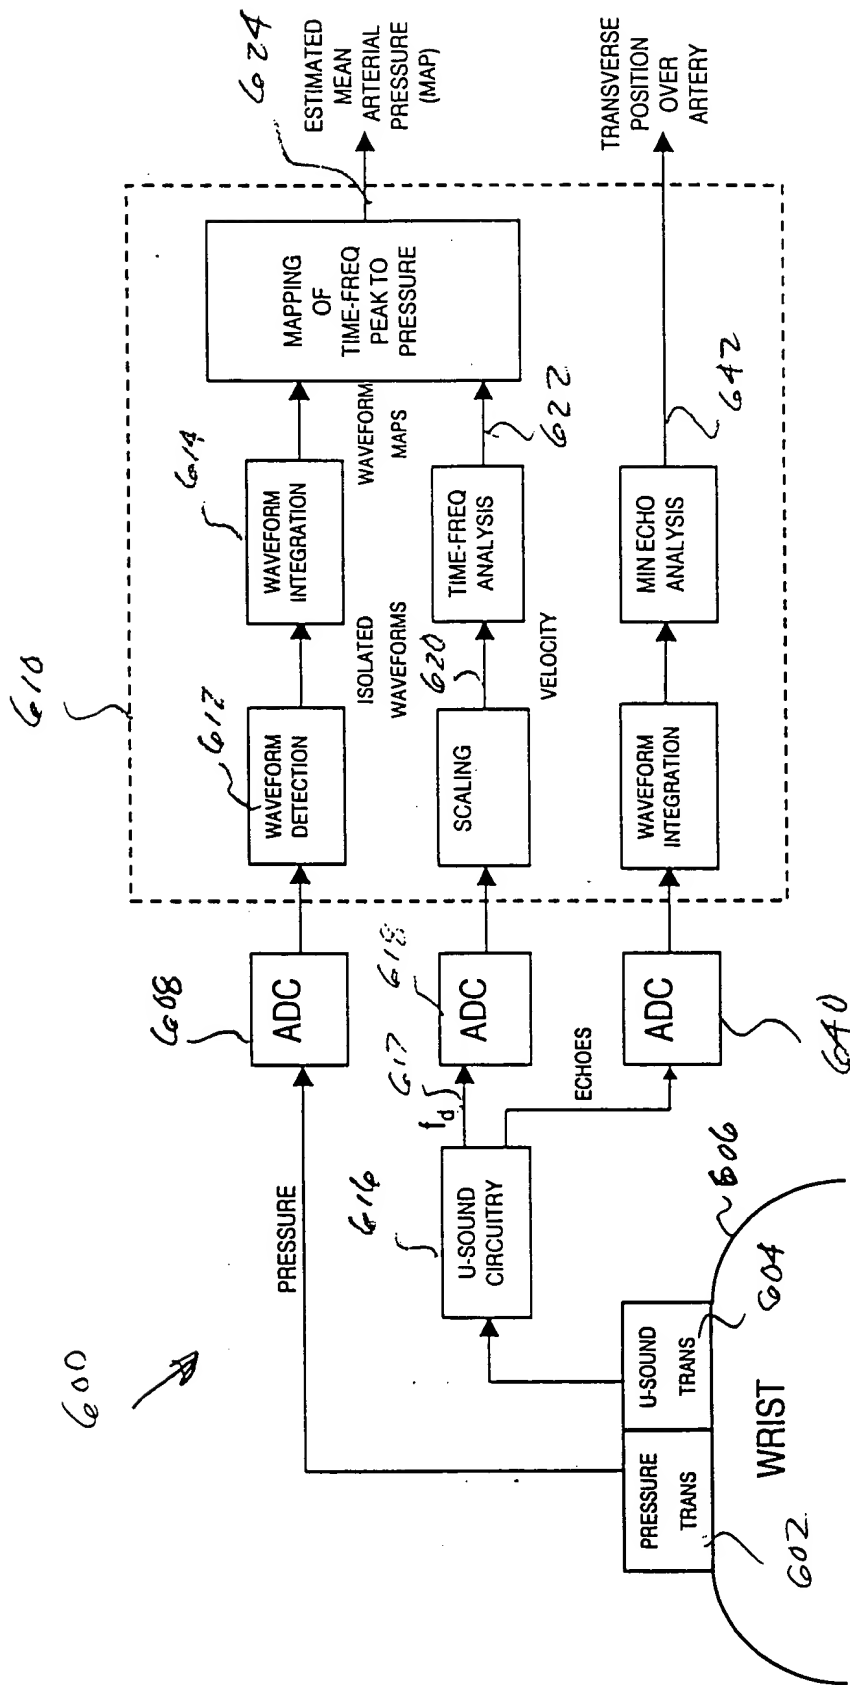 600
610
612
WAVEFORM
DETECTION
ISOLATED
WAVEFORMS
614
WAVEFORM
INTEGRATION
WAVEFORM
MAPS
MAPPING
OF
TIME-FREQ
PEAK TO
PRESSURE
624
ESTIMATED
MEAN
ARTERIAL
PRESSURE
(MAP)
PRESSURE
608
ADC
616
U-SOUND
CIRCUITRY
fd
617
618
ADC
SCALING
620
VELOCITY
TIME-FREQ
ANALYSIS
622
ECHOES
ADC
640
WAVEFORM
INTEGRATION
MIN ECHO
ANALYSIS
642
TRANSVERSE
POSITION
OVER
ARTERY
PRESSURE
TRANS
602
U-SOUND
TRANS
604
606
WRIST